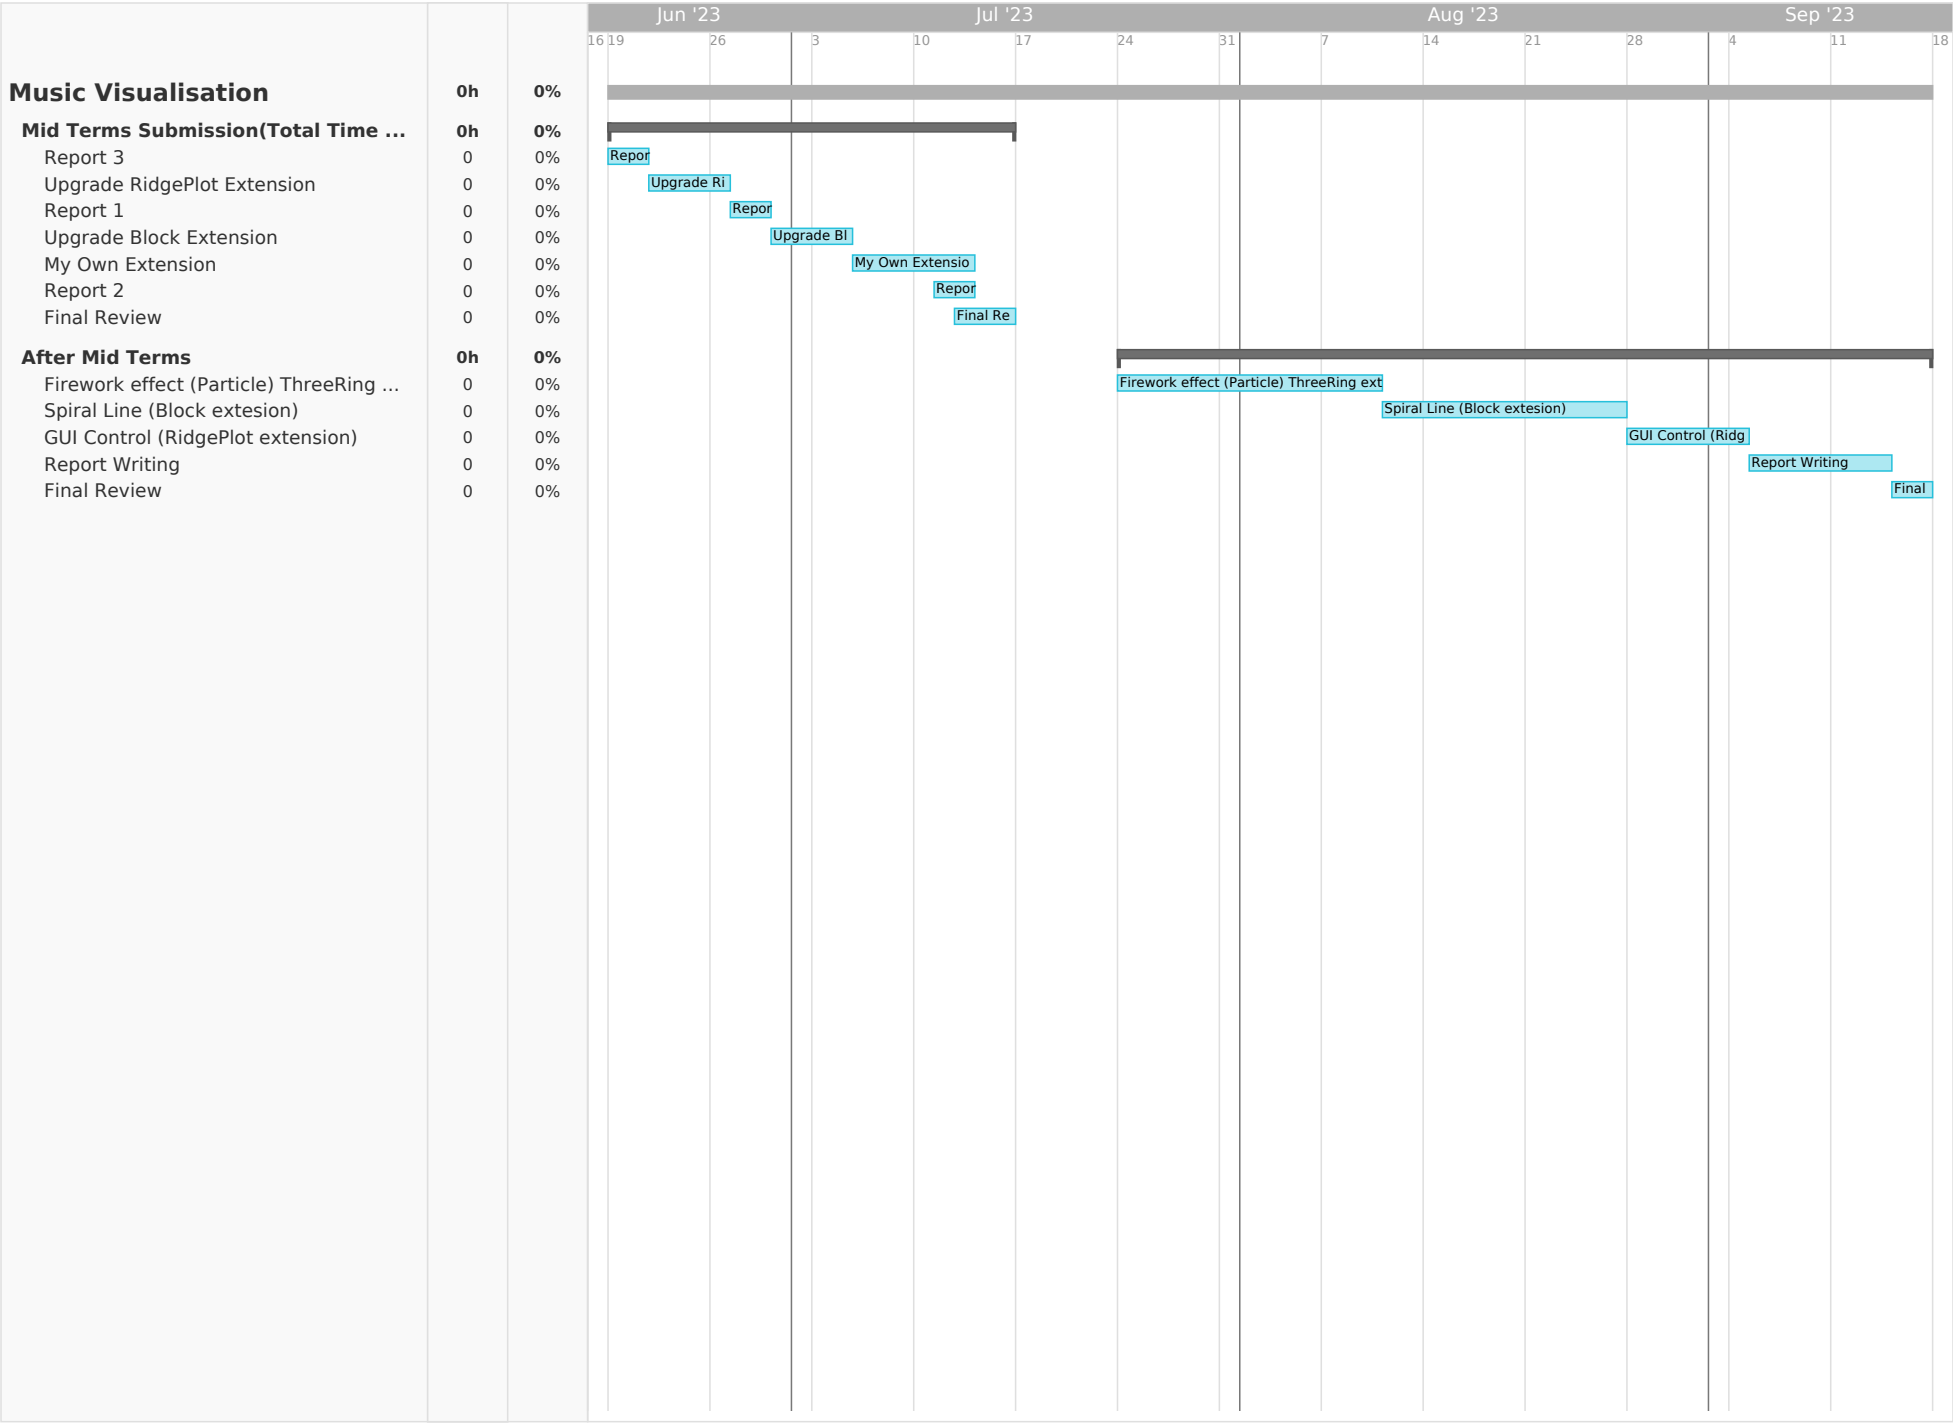 Jun '23 Jul '23 Aug '23 Sep '23
16 19 26 3 10 17 24 31 7 14 21 28 4 11 18
Music Visualisation 0h 0%
Mid Terms Submission(Total Time ... 0h 0%
Report 3 0 0% Repor
Upgrade RidgePlot Extension 0 0% Upgrade Ri
Report 1 0 0% Repor
Upgrade Block Extension 0 0% Upgrade Bl
My Own Extension 0 0% My Own Extensio
Report 2 0 0% Repor
Final Review 0 0% Final Re
After Mid Terms 0h 0%
Firework effect (Particle) ThreeRing ... 0 0% Firework effect (Particle) ThreeRing ext
Spiral Line (Block extesion) 0 0% Spiral Line (Block extesion)
GUI Control (RidgePlot extension) 0 0% GUI Control (Ridg
Report Writing 0 0% Report Writing
Final Review 0 0% Final